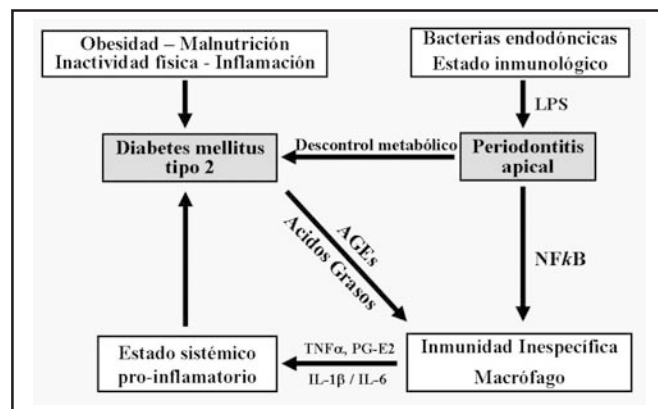 Obesidad – Malnutrición
Inactividad física - Inflamación
Bacterias endodóncicas
Estado inmunológico
LPS
Diabetes mellitus
tipo 2
Descontrol metabólico
Periodontitis
apical
AGEs
Acidos Grasos
NFkB
Estado sistémico
pro-inflamatorio
TNFα, PG-E2
IL-1β / IL-6
Inmunidad Inespecífica
Macrófago